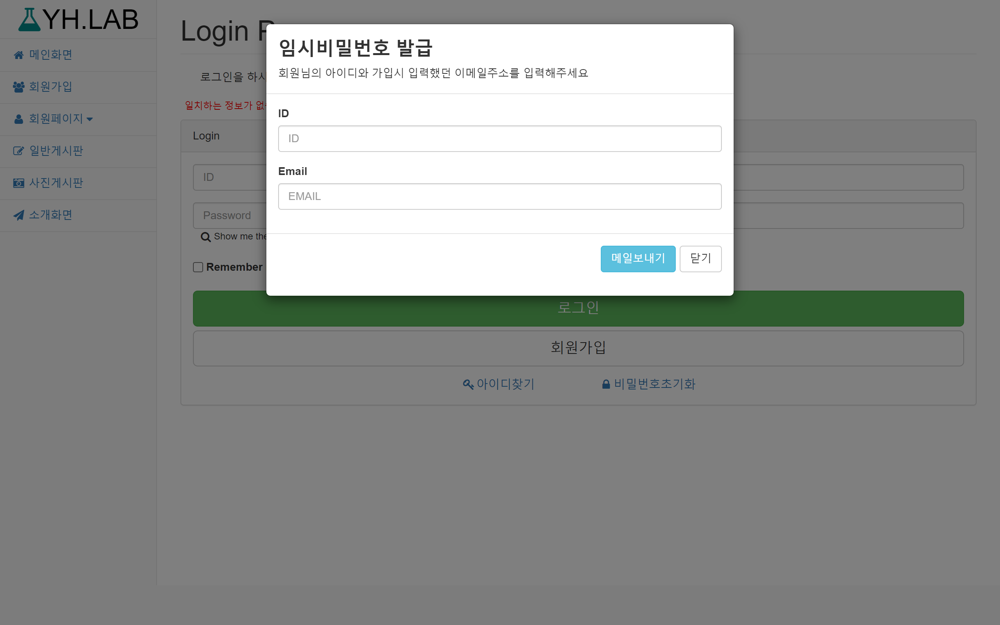 YH.LAB
메인화면
회원가입
회원페이지
일반게시판
사진게시판
소개화면
Login
로그인을 하시
일치하는 정보가
Login
ID
Password
Show me the
Remember
로그인
회원가입
아이디찾기
비밀번호초기화
임시비밀번호 발급
회원님의 아이디와 가입시 입력했던 이메일주소를 입력해주세요
ID
ID
Email
EMAIL
메일보내기
닫기